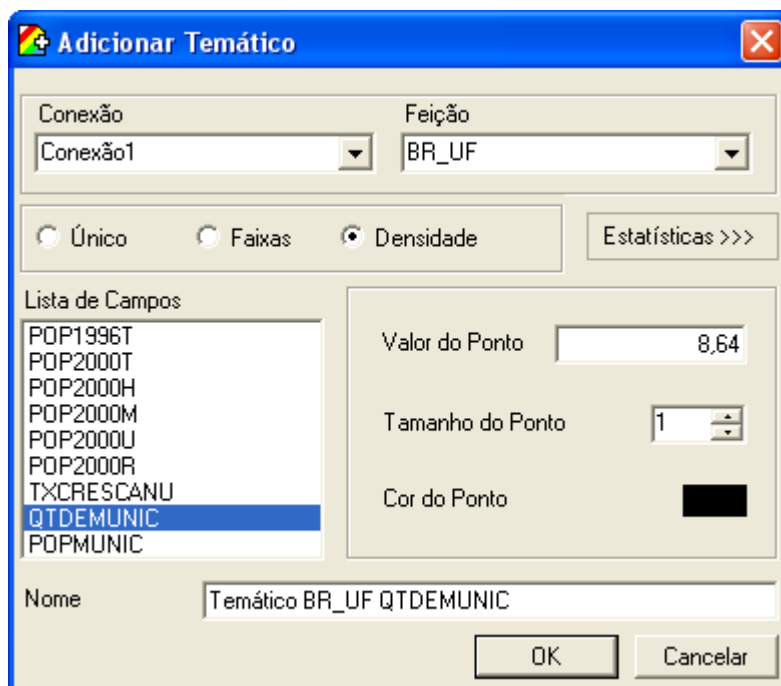 Adicionar Temático
Conexão
Feição
Conexão1
BR_UF
Único
Faixas
Densidade
Estatísticas >>>
Lista de Campos
POP1996T
POP2000T
POP2000H
POP2000M
POP2000U
POP2000R
TXCRESCANU
QTDEMUNIC
POPMUNIC
Valor do Ponto
8,64
Tamanho do Ponto
1
Cor do Ponto
Nome
Temático BR_UF QTDEMUNIC
OK
Cancelar